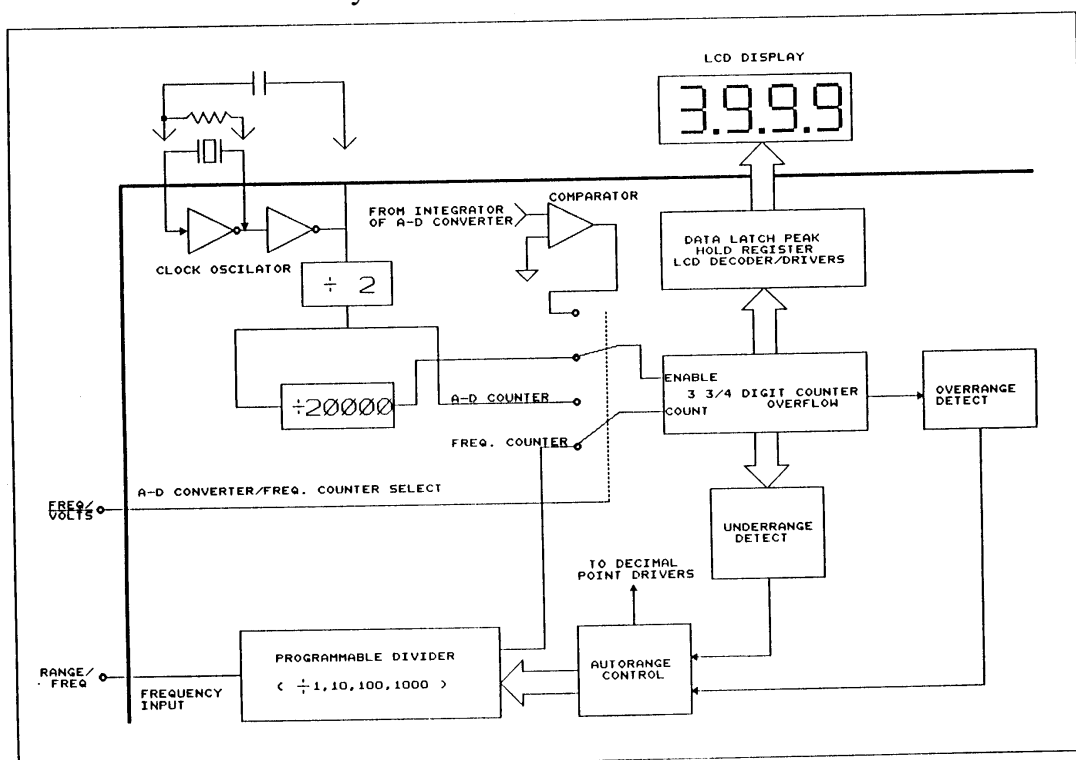 LCD DISPLAY
3.9.9.9
COMPARATOR
FROM INTEGRATOR
OF A-D CONVERTER
DATA LATCH PEAK
HOLD REGISTER
LCD DECODER/DRIVERS
CLOCK OSCILATOR
÷ 2
ENABLE
3 3/4 DIGIT COUNTER
OVERFLOW
COUNT
OVERRANGE
DETECT
÷20000
A-D COUNTER
FREQ. COUNTER
A-D CONVERTER/FREQ. COUNTER SELECT
FREQ/
VOLTS
UNDERRANGE
DETECT
TO DECIMAL
POINT DRIVERS
PROGRAMMABLE DIVIDER
( ÷1,10,100,1000 )
AUTORANGE
CONTROL
RANGE/
FREQ
FREQUENCY
INPUT